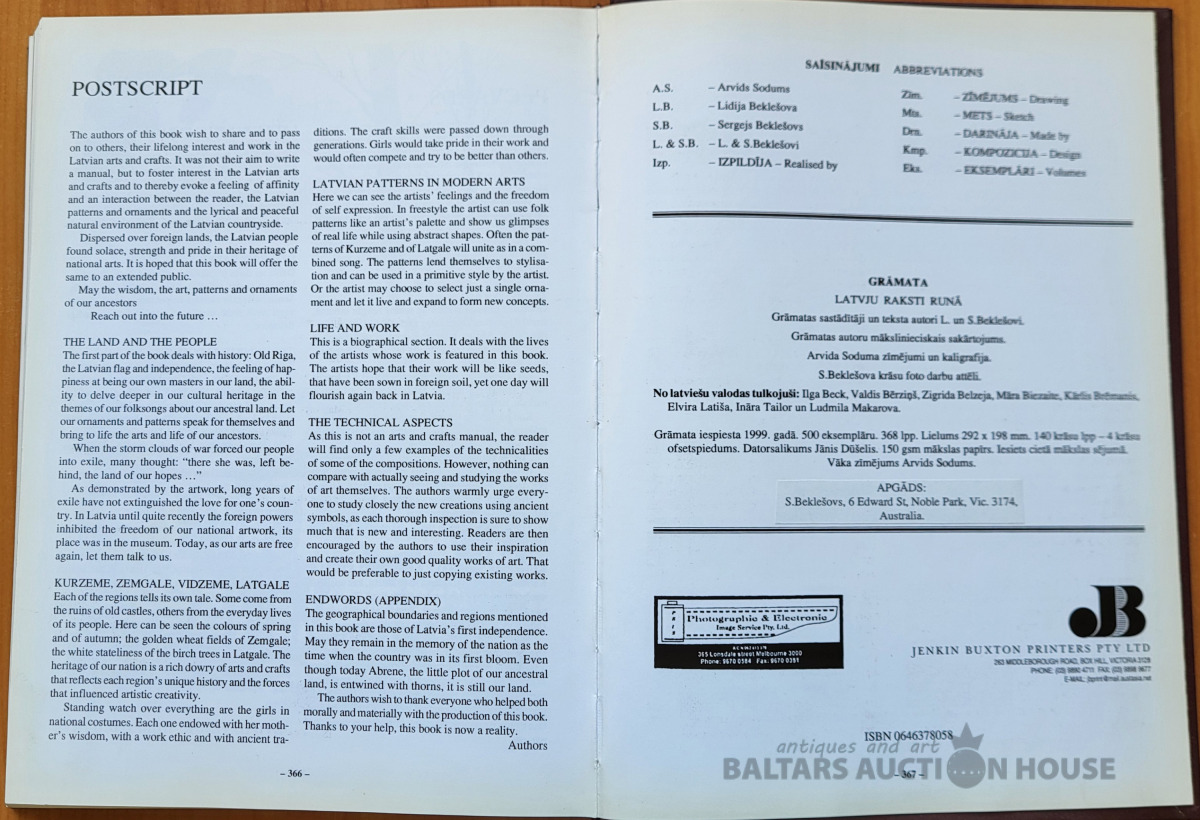 POSTSCRIPT
The authors of this book wish to share and to pass
on to others, their lifelong interest and work in the
Latvian arts and crafts. It was not their aim to write
a manual, but to foster interest in the Latvian arts
and crafts and to thereby evoke a feeling of affinity
and an interaction between the reader, the Latvian
patterns and ornaments and the lyrical and peaceful
natural environment of the Latvian countryside.
Dispersed over foreign lands, the Latvian people
found solace, strength and pride in their heritage of
national arts. It is hoped that this book will offer the
same to an extended public.
May the wisdom, the art, patterns and ornaments
of our ancestors
Reach out into the future ...
THE LAND AND THE PEOPLE
The first part of the book deals with history: Old Riga,
the Latvian flag and independence, the feeling of hap-
piness at being our own masters in our land, the abil-
ity to delve deeper in our cultural heritage in the
themes of our folksongs about our ancestral land. Let
our ornaments and patterns speak for themselves and
bring to life the arts and life of our ancestors.
When the storm clouds of war forced our people
into exile, many thought: “there she was, left be-
hind, the land of our hopes ...”
As demonstrated by the artwork, long years of
exile have not extinguished the love for one's coun-
try. In Latvia until quite recently the foreign powers
inhibited the freedom of our national artwork, its
place was in the museum. Today, as our arts are free
again, let them talk to us.
KURZEME, ZEMGALE, VIDZEME, LATGALE
Each of the regions tells its own tale. Some come from
the ruins of old castles, others from the everyday lives
of its people. Here can be seen the colours of spring
and of autumn; the golden wheat fields of Zemgale;
the white stateliness of the birch trees in Latgale. The
heritage of our nation is a rich dowry of arts and crafts
that reflects each region's unique history and the forces
that influenced artistic creativity.
Standing watch over everything are the girls in
national costumes. Each one endowed with her moth-
er's wisdom, with a work ethic and with ancient tra-
ditions. The craft skills were passed down through
generations. Girls would take pride in their work and
would often compete and try to be better than others.
LATVIAN PATTERNS IN MODERN ARTS
Here we can see the artists' feelings and the freedom
of self expression. In freestyle the artist can use folk
patterns like an artist's palette and show us glimpses
of real life while using abstract shapes. Often the pat-
terns of Kurzeme and of Latgale will unite as in a com-
bined song. The patterns lend themselves to stylisa-
tion and can be used in a primitive style by the artist.
Or the artist may choose to select just a single orna-
ment and let it live and expand to form new concepts.
LIFE AND WORK
This is a biographical section. It deals with the lives
of the artists whose work is featured in this book.
The artists hope that their work will be like seeds,
that have been sown in foreign soil, yet one day will
flourish again back in Latvia.
THE TECHNICAL ASPECTS
As this is not an arts and crafts manual, the reader
will find only a few examples of the technicalities
of some of the compositions. However, nothing can
compare with actually seeing and studying the works
of art themselves. The authors warmly urge every-
one to study closely the new creations using ancient
symbols, as each thorough inspection is sure to show
much that is new and interesting. Readers are then
encouraged by the authors to use their inspiration
and create their own good quality works of art. That
would be preferable to just copying existing works.
ENDWORDS (APPENDIX)
The geographical boundaries and regions mentioned
in this book are those of Latvia's first independence.
May they remain in the memory of the nation as the
time when the country was in its first bloom. Even
though today Abrene, the little plot of our ancestral
land, is entwined with thorns, it is still our land.
The authors wish to thank everyone who helped both
morally and materially with the production of this book.
Thanks to your help, this book is now a reality.
Authors
– 366 –
SAĪSINĀJUMI ABBREVIATIONS
A.S. – Arvids Sodums
L.B. – Lidija Beklešova
S.B. – Sergejs Beklešovs
L. & S.B. – L. & S.Beklešovi
Izp. – IZPILDĪJA – Realised by
Zim. – ZĪMĒJUMS – Drawing
Mts. – METS – Sketch
Drn. – DARINĀJA – Made by
Kmp. – KOMPOZICIJA – Design
Eks. – EKSEMPLĀRI – Volumes
GRĀMATA
LATVJU RAKSTI RUNĀ
Grāmatas sastādītāji un teksta autori L. un S.Beklešovi.
Grāmatas autoru mākslinieciskais sakārtojums.
Arvida Soduma zīmējumi un kaligrafija.
S.Beklešova krāsu foto darbu attēli.
No latviešu valodas tulkojuši: Ilga Beck, Valdis Bērziņš, Zigrida Belzeja, Māra Biezaite, Kārlis Brēmanis,
Elvira Latiša, Ināra Tailor un Ludmila Makarova.
Grāmata iespiesta 1999. gadā. 500 eksemplāru. 368 lpp. Lielums 292 x 198 mm. 140 krāsu lpp – 4 krāsu
ofsetspiedums. Datorsalikums Jānis Dūšelis. 150 gsm mākslas papīrs. Iesiets cietā mākslas sējumā.
Vāka zīmējums Arvids Sodums.
APGĀDS:
S.Beklešovs, 6 Edward St, Noble Park, Vic. 3174,
Australia.
Photographic & Electronic
Image Service Pty. Ltd.
385 Lonsdale street Melbourne 3000
Phone: 9670 0384 Fax: 9670 0391
JB
JENKIN BUXTON PRINTERS PTY LTD
263 MIDDLEBOROUGH ROAD, BOX HILL, VICTORIA 3128
ISBN 0646378058
– 367 –
antiques and art
BALTARS AUCTION HOUSE